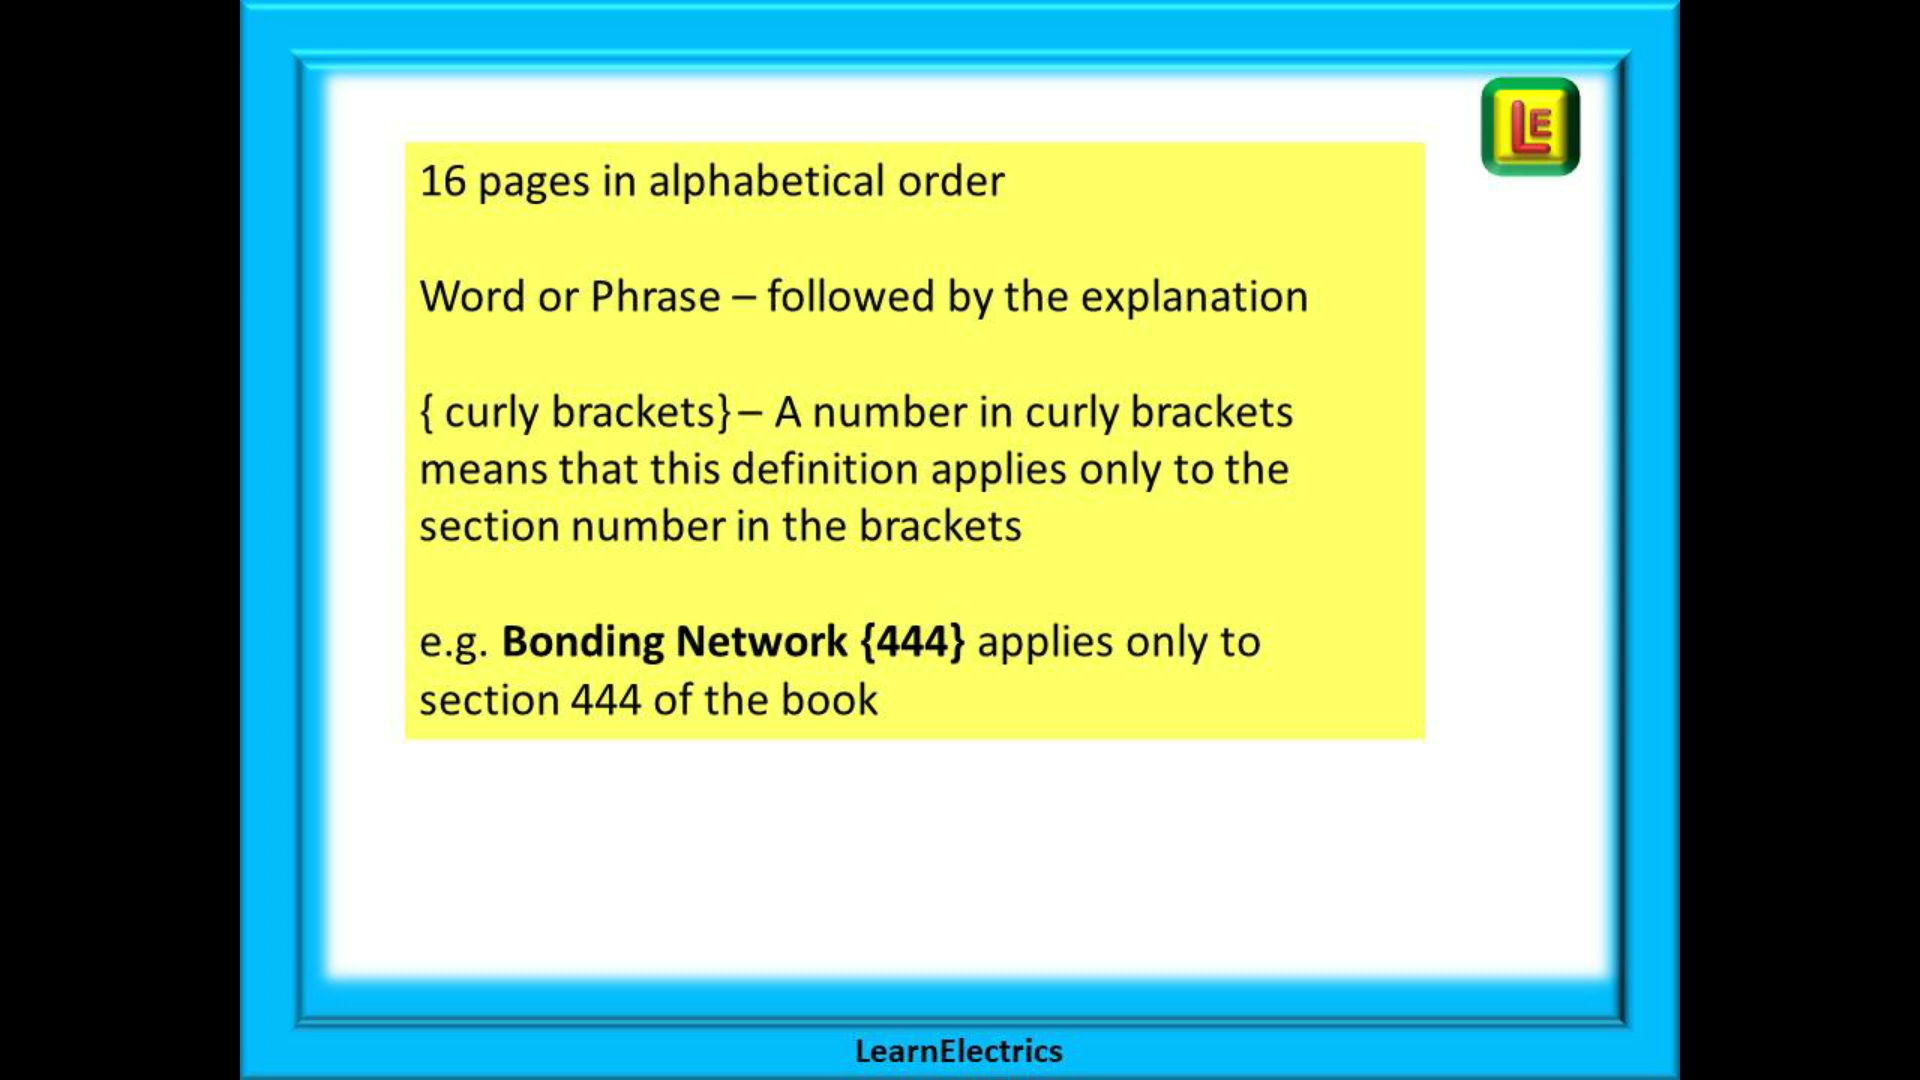 LE
16 pages in alphabetical order
Word or Phrase – followed by the explanation
{ curly brackets} – A number in curly brackets
means that this definition applies only to the
section number in the brackets
e.g. Bonding Network {444} applies only to
section 444 of the book
LearnElectrics